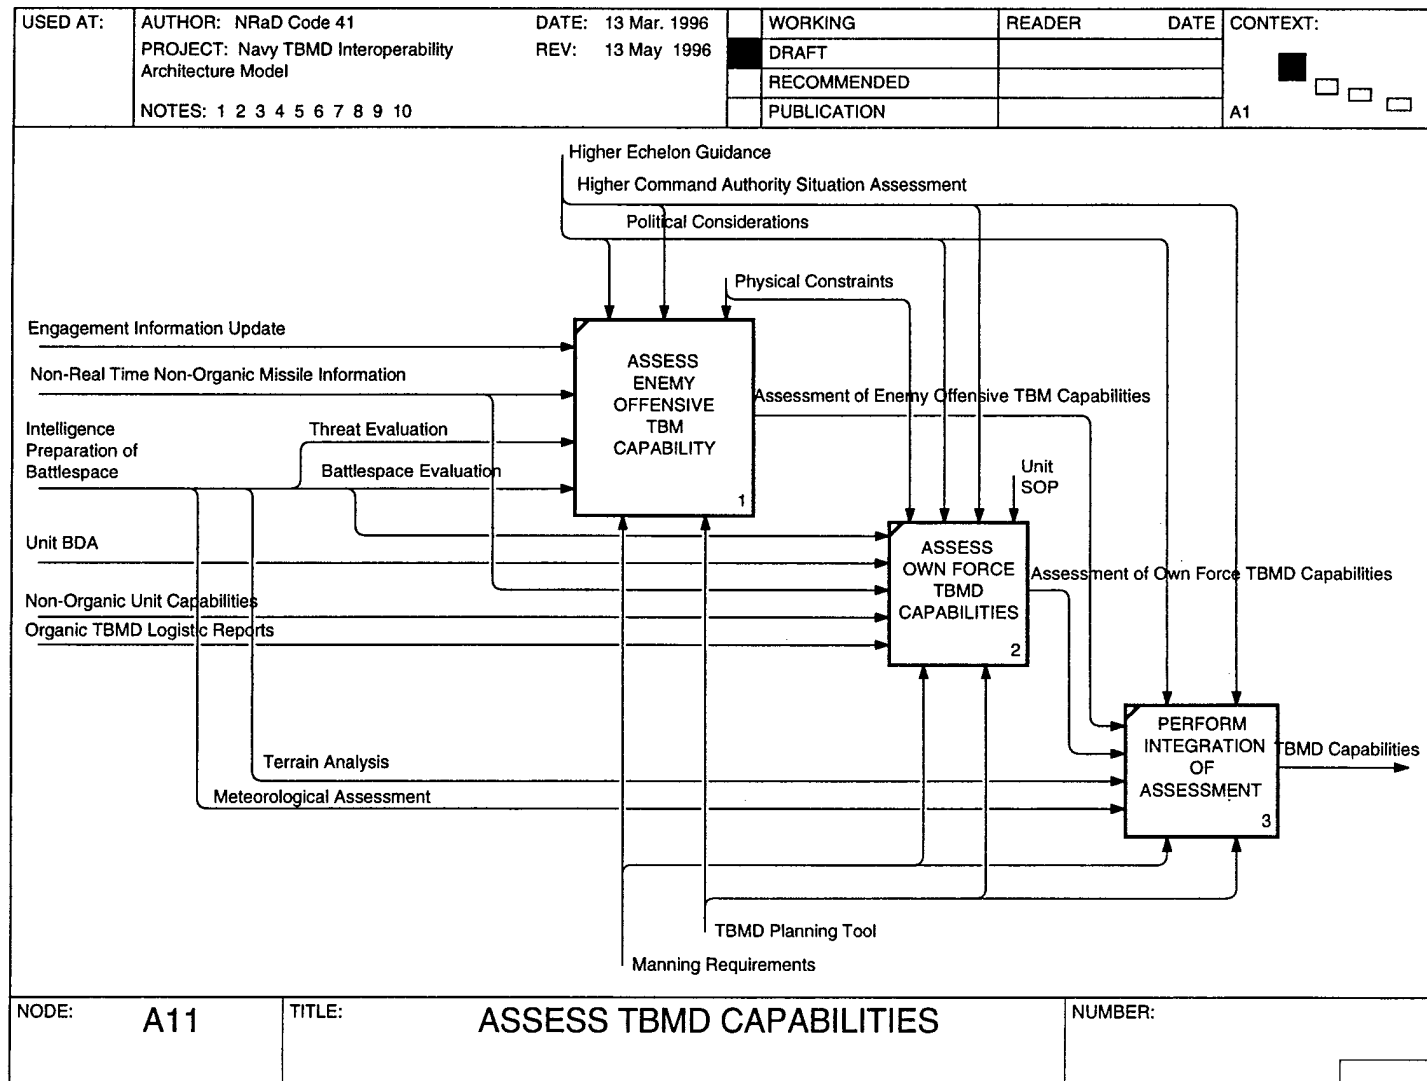 USED AT:
AUTHOR: NRaD Code 41
DATE: 13 Mar. 1996
PROJECT: Navy TBMD Interoperability
Architecture Model
REV: 13 May 1996
NOTES: 1 2 3 4 5 6 7 8 9 10
WORKING
DRAFT
RECOMMENDED
PUBLICATION
READER
DATE
CONTEXT:
A1
Higher Echelon Guidance
Higher Command Authority Situation Assessment
Political Considerations
Physical Constraints
Engagement Information Update
Non-Real Time Non-Organic Missile Information
Intelligence
Preparation of
Battlespace
Threat Evaluation
Battlespace Evaluation
ASSESS
ENEMY
OFFENSIVE
TBM
CAPABILITY
1
Assessment of Enemy Offensive TBM Capabilities
Unit
SOP
Unit BDA
Non-Organic Unit Capabilities
Organic TBMD Logistic Reports
ASSESS
OWN FORCE
TBMD
CAPABILITIES
2
Assessment of Own Force TBMD Capabilities
Terrain Analysis
Meteorological Assessment
PERFORM
INTEGRATION
OF
ASSESSMENT
3
TBMD Capabilities
TBMD Planning Tool
Manning Requirements
NODE:
A11
TITLE:
ASSESS TBMD CAPABILITIES
NUMBER: